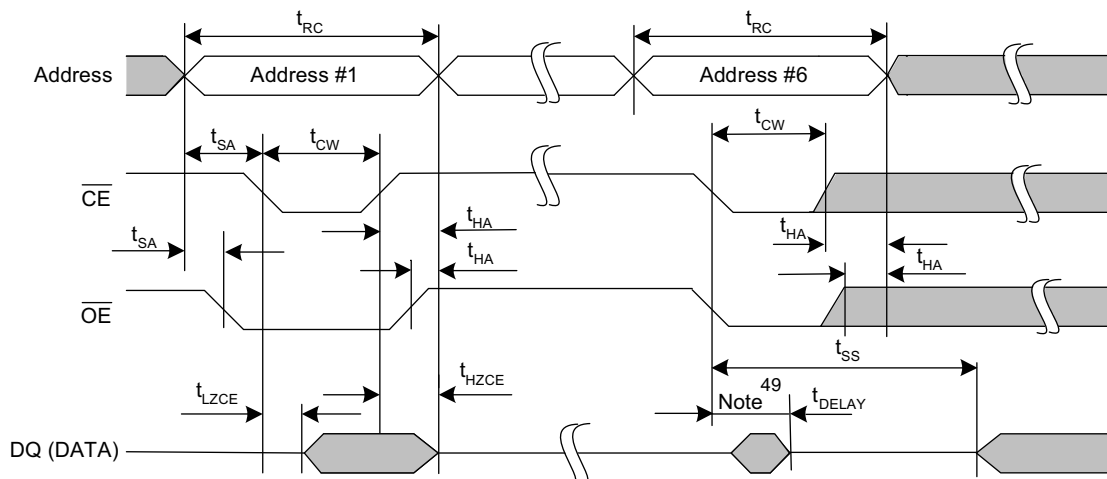 tRC
tRC
Address
Address #1
Address #6
tSA
tCW
tCW
CE
tSA
tHA
tHA
tHA
tHA
OE
tSS
tLZCE
tHZCE
Note 49
tDELAY
DQ (DATA)